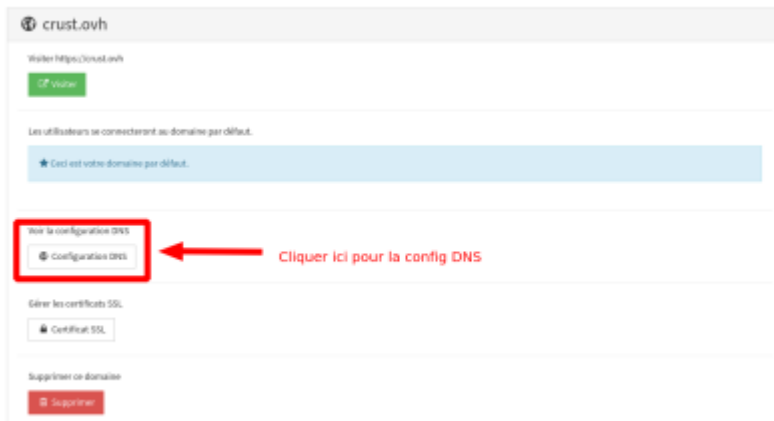 crust.ovh
Visiter https://crust.ovh
Visiter
Les utilisateurs se connecteront au domaine par défaut.
Ceci est votre domaine par défaut.
Voir la configuration DNS
Configuration DNS
Cliquer ici pour la config DNS
Gérer les certificats SSL
Certificat SSL
Supprimer ce domaine
Supprimer